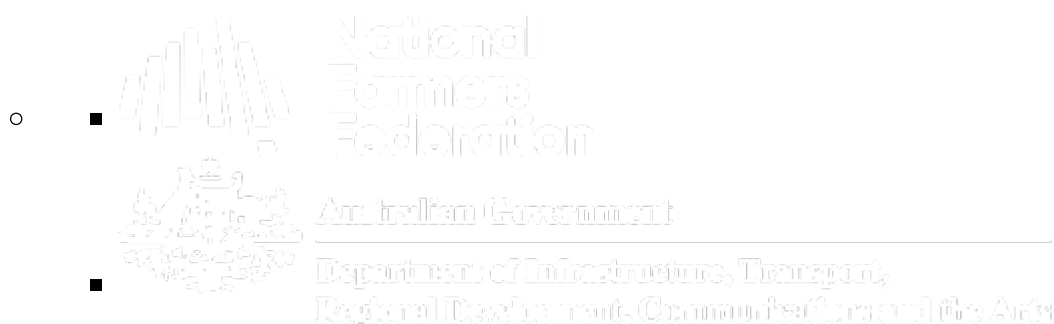 National
Farmers
Federation
Australian Government
Department of Infrastructure, Transport,
Regional Development, Communications and the Arts